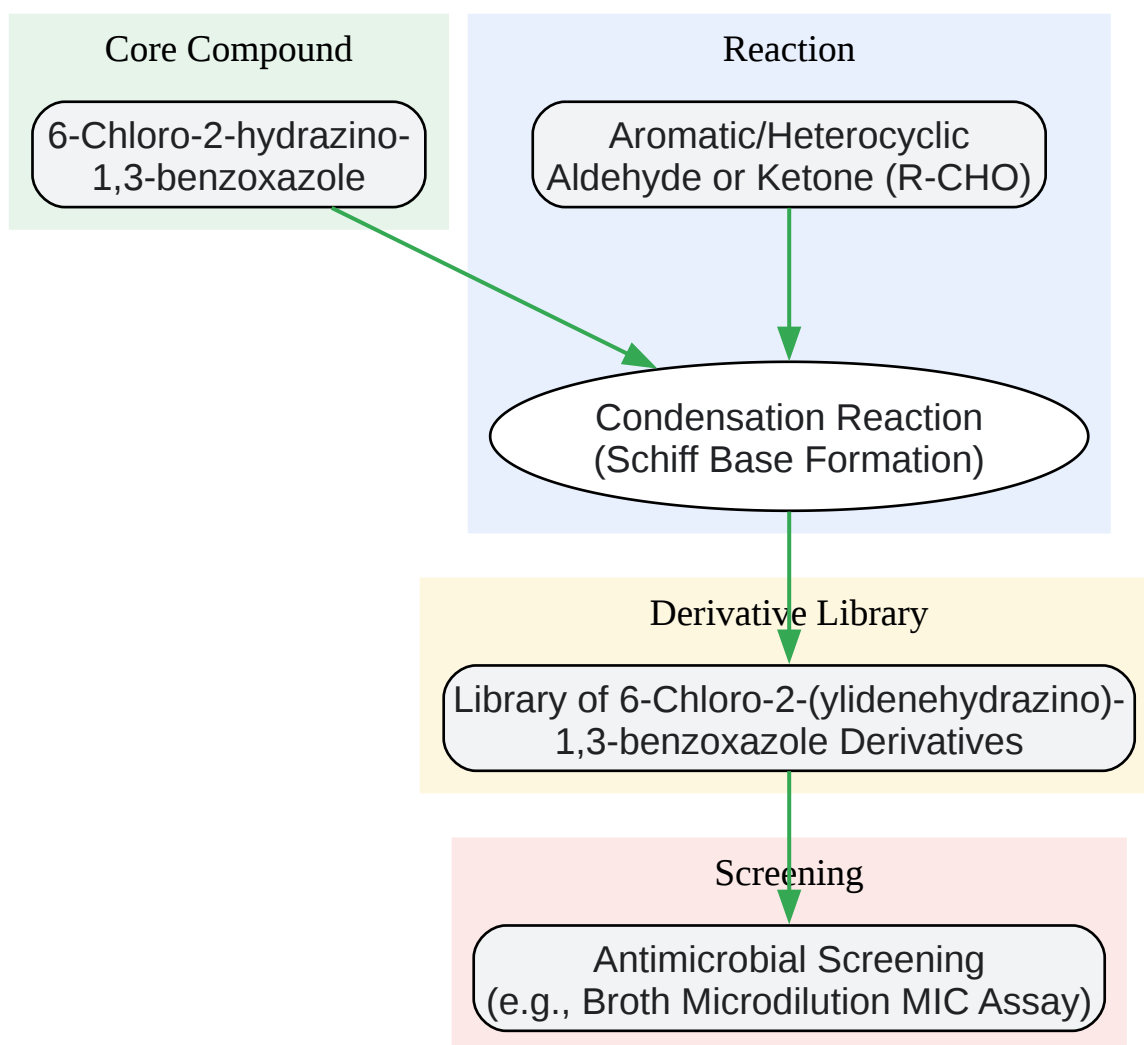 Core Compound
6-Chloro-2-hydrazino-
1,3-benzoxazole
Reaction
Aromatic/Heterocyclic
Aldehyde or Ketone (R-CHO)
Condensation Reaction
(Schiff Base Formation)
Derivative Library
Library of 6-Chloro-2-(ylidenehydrazino)-
1,3-benzoxazole Derivatives
Screening
Antimicrobial Screening
(e.g., Broth Microdilution MIC Assay)